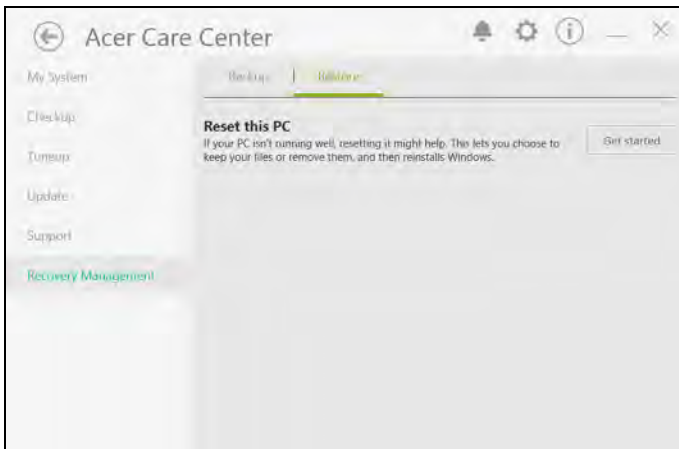 Acer Care Center
My System
Backup
Restore
Checkup
Reset this PC
If your PC isn't running well, resetting it might help. This lets you choose to
keep your files or remove them, and then reinstalls Windows.
Get started
Tuneup
Update
Support
Recovery Management